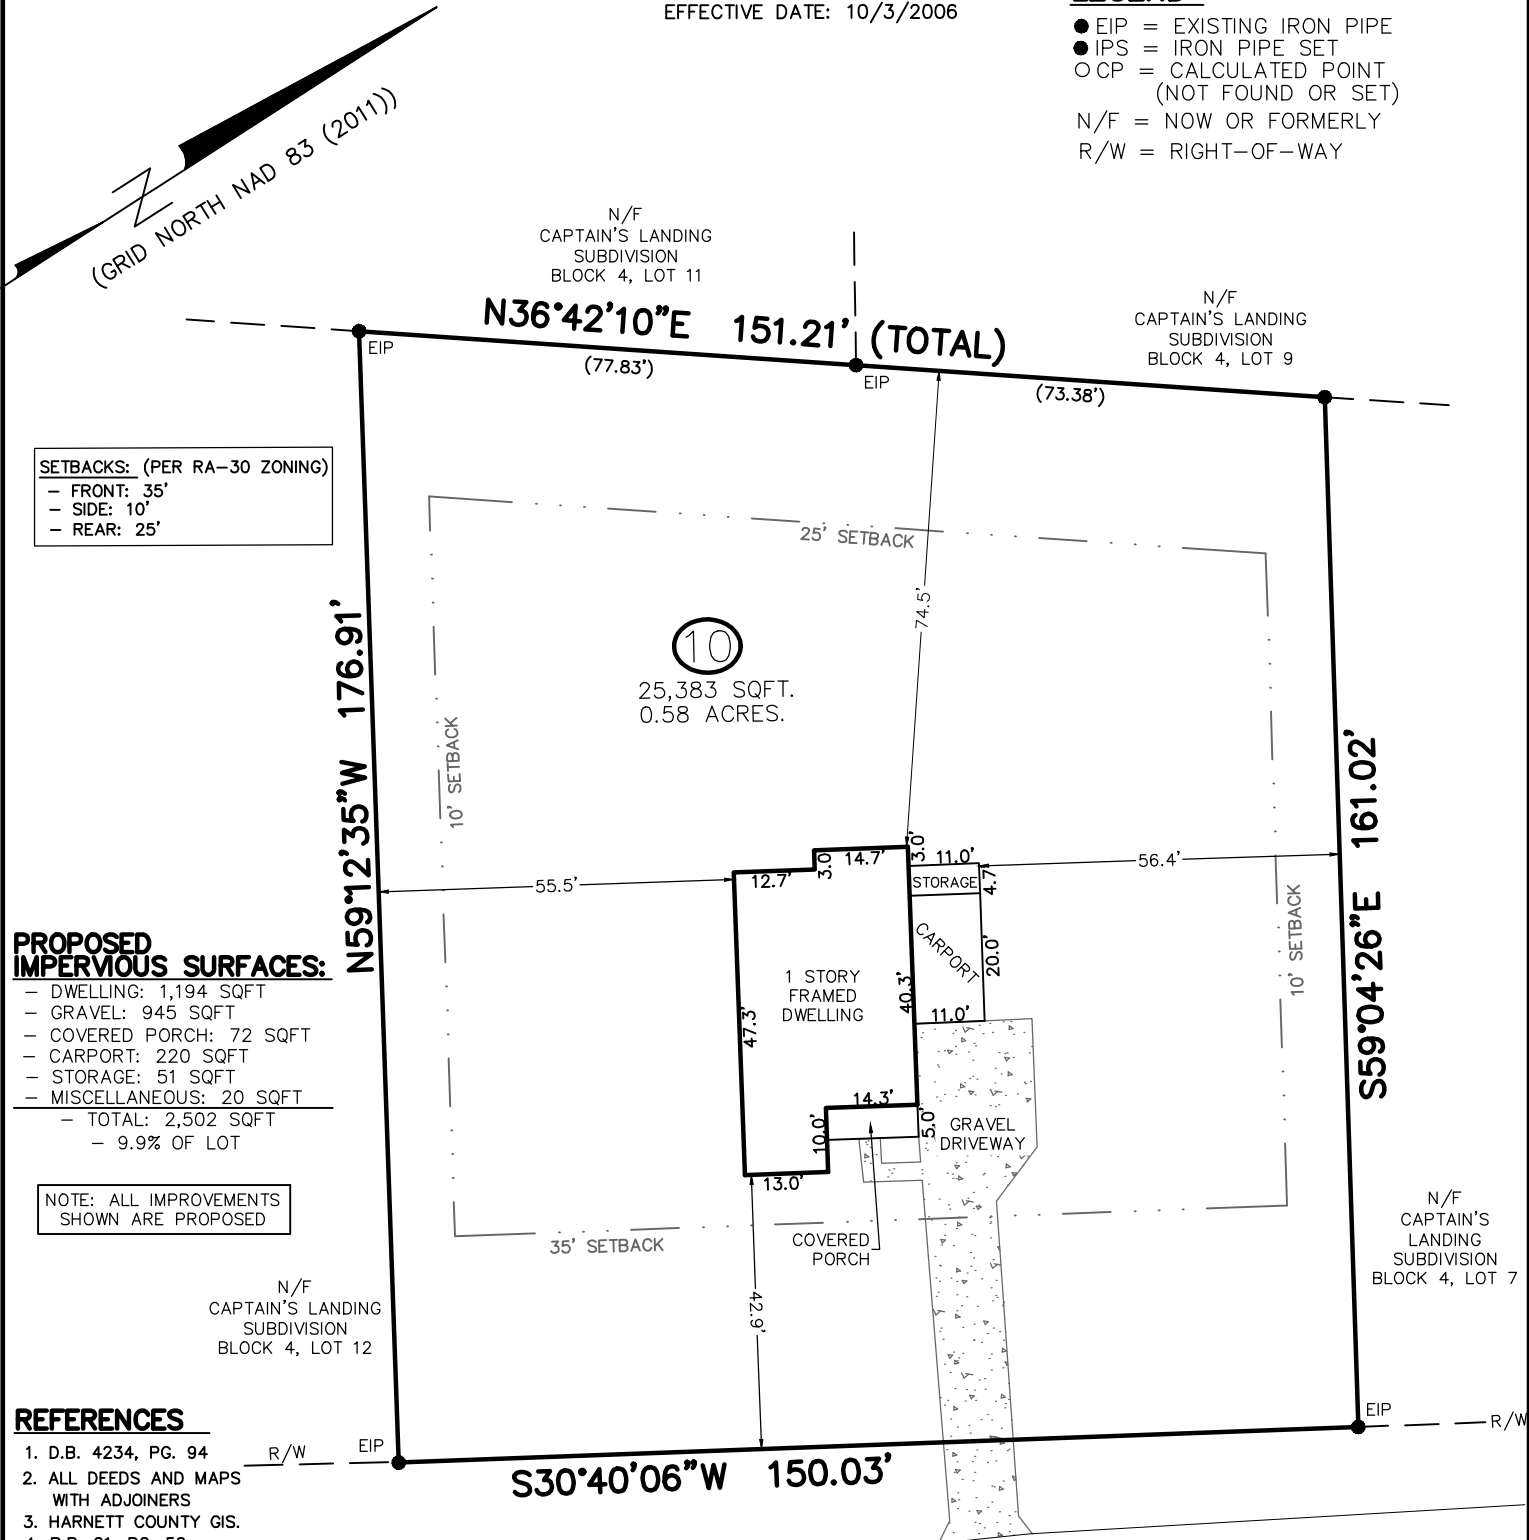 EFFECTIVE DATE: 10/3/2006
EIP = EXISTING IRON PIPE
IPS = IRON PIPE SET
CP = CALCULATED POINT
(NOT FOUND OR SET)
N/F = NOW OR FORMERLY
R/W = RIGHT-OF-WAY
N
(GRID NORTH NAD 83 (2011))
N/F
CAPTAIN'S LANDING
SUBDIVISION
BLOCK 4, LOT 11
N/F
CAPTAIN'S LANDING
SUBDIVISION
BLOCK 4, LOT 9
N36°42'10"E 151.21' (TOTAL)
EIP
(77.83')
EIP
(73.38')
SETBACKS: (PER RA-30 ZONING)
- FRONT: 35'
- SIDE: 10'
- REAR: 25'
25' SETBACK
74.5'
10
25,383 SQFT.
0.58 ACRES.
N59°12'35"W 176.91'
10' SETBACK
S59°04'26"E 161.02'
10' SETBACK
55.5'
12.7'
3.0
14.7'
3.0'
11.0'
56.4'
STORAGE
4.7'
CARPORT
20.0'
40.3'
11.0'
1 STORY
FRAMED
DWELLING
47.3'
14.3'
10.0'
5.0'
13.0'
GRAVEL
DRIVEWAY
COVERED
PORCH
35' SETBACK
42.9'
PROPOSED
IMPERVIOUS SURFACES:
- DWELLING: 1,194 SQFT
- GRAVEL: 945 SQFT
- COVERED PORCH: 72 SQFT
- CARPORT: 220 SQFT
- STORAGE: 51 SQFT
- MISCELLANEOUS: 20 SQFT
- TOTAL: 2,502 SQFT
- 9.9% OF LOT
NOTE: ALL IMPROVEMENTS
SHOWN ARE PROPOSED
N/F
CAPTAIN'S
LANDING
SUBDIVISION
BLOCK 4, LOT 7
N/F
CAPTAIN'S LANDING
SUBDIVISION
BLOCK 4, LOT 12
EIP
R/W
R/W
EIP
S30°40'06"W 150.03'
REFERENCES
1. D.B. 4234, PG. 94
2. ALL DEEDS AND MAPS
WITH ADJOINERS
3. HARNETT COUNTY GIS.